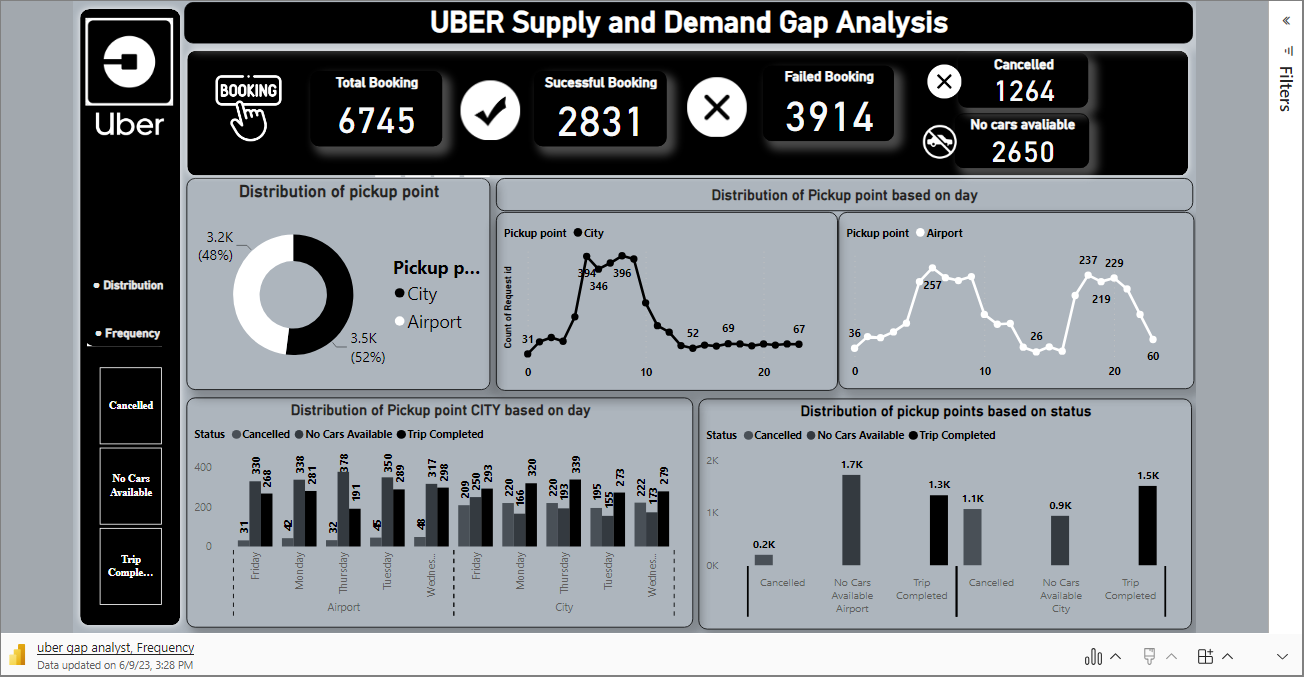 UBER Supply and Demand Gap Analysis
Uber
BOOKING
Total Booking
6745
Sucessful Booking
2831
Failed Booking
3914
Cancelled
1264
No cars avaliable
2650
« Filters
• Distribution
• Frequency
Cancelled
No Cars
Available
Trip
Comple...
Distribution of pickup point
3.2K
(48%)
3.5K
(52%)
Pickup p...
City
Airport
Distribution of Pickup point based on day
Pickup point City
Count of Request id
31
394
346
396
52
69
67
0 10 20
Pickup point Airport
36
257
26
237
219
229
60
0 10 20
Distribution of Pickup point CITY based on day
Status Cancelled No Cars Available Trip Completed
400
200
0
31 330 268 42 338 281 32 378 191 45 350 289 48 317 298 209 250 293 220 166 320 220 193 339 195 155 273 222 173 279
Friday Monday Thursday Tuesday Wednes... Friday Monday Thursday Tuesday Wednes...
Airport City
Distribution of pickup points based on status
Status Cancelled No Cars Available Trip Completed
2K
1K
0K
0.2K 1.7K 1.3K 1.1K 0.9K 1.5K
Cancelled No Cars Trip Cancelled No Cars Trip
Available Completed Available Completed
Airport City
uber gap analyst, Frequency
Data updated on 6/9/23, 3:28 PM